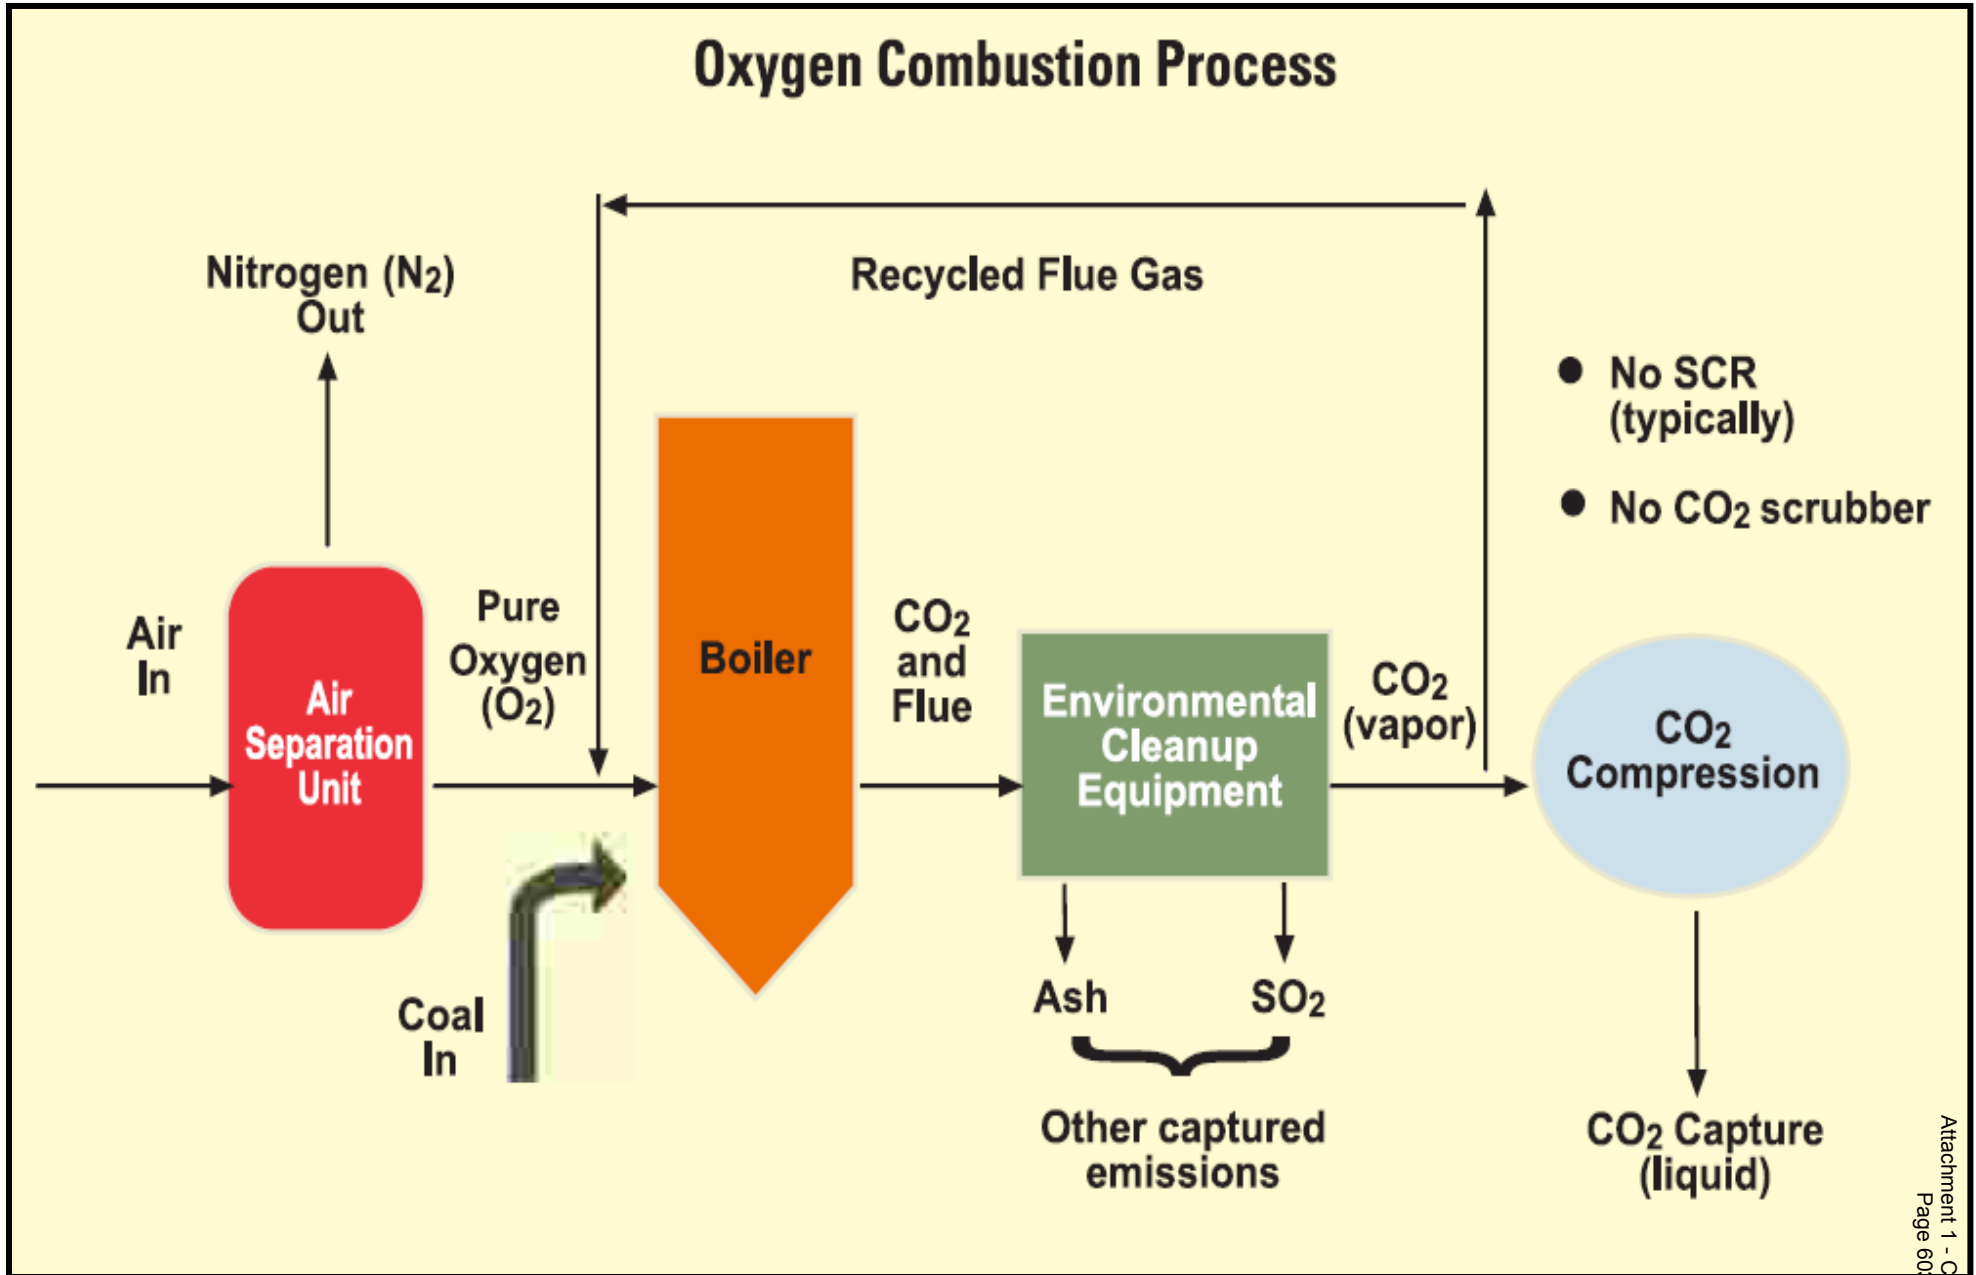 Oxygen Combustion Process
Nitrogen (N2)
Out
Recycled Flue Gas
● No SCR
(typically)
● No CO2 scrubber
Air
In
Air
Separation
Unit
Pure
Oxygen
(O2)
Coal
In
Boiler
CO2
and
Flue
Environmental
Cleanup
Equipment
CO2
(vapor)
CO2
Compression
Ash
SO2
Other captured
emissions
CO2 Capture
(liquid)
Attachment 1 - C
Page 60